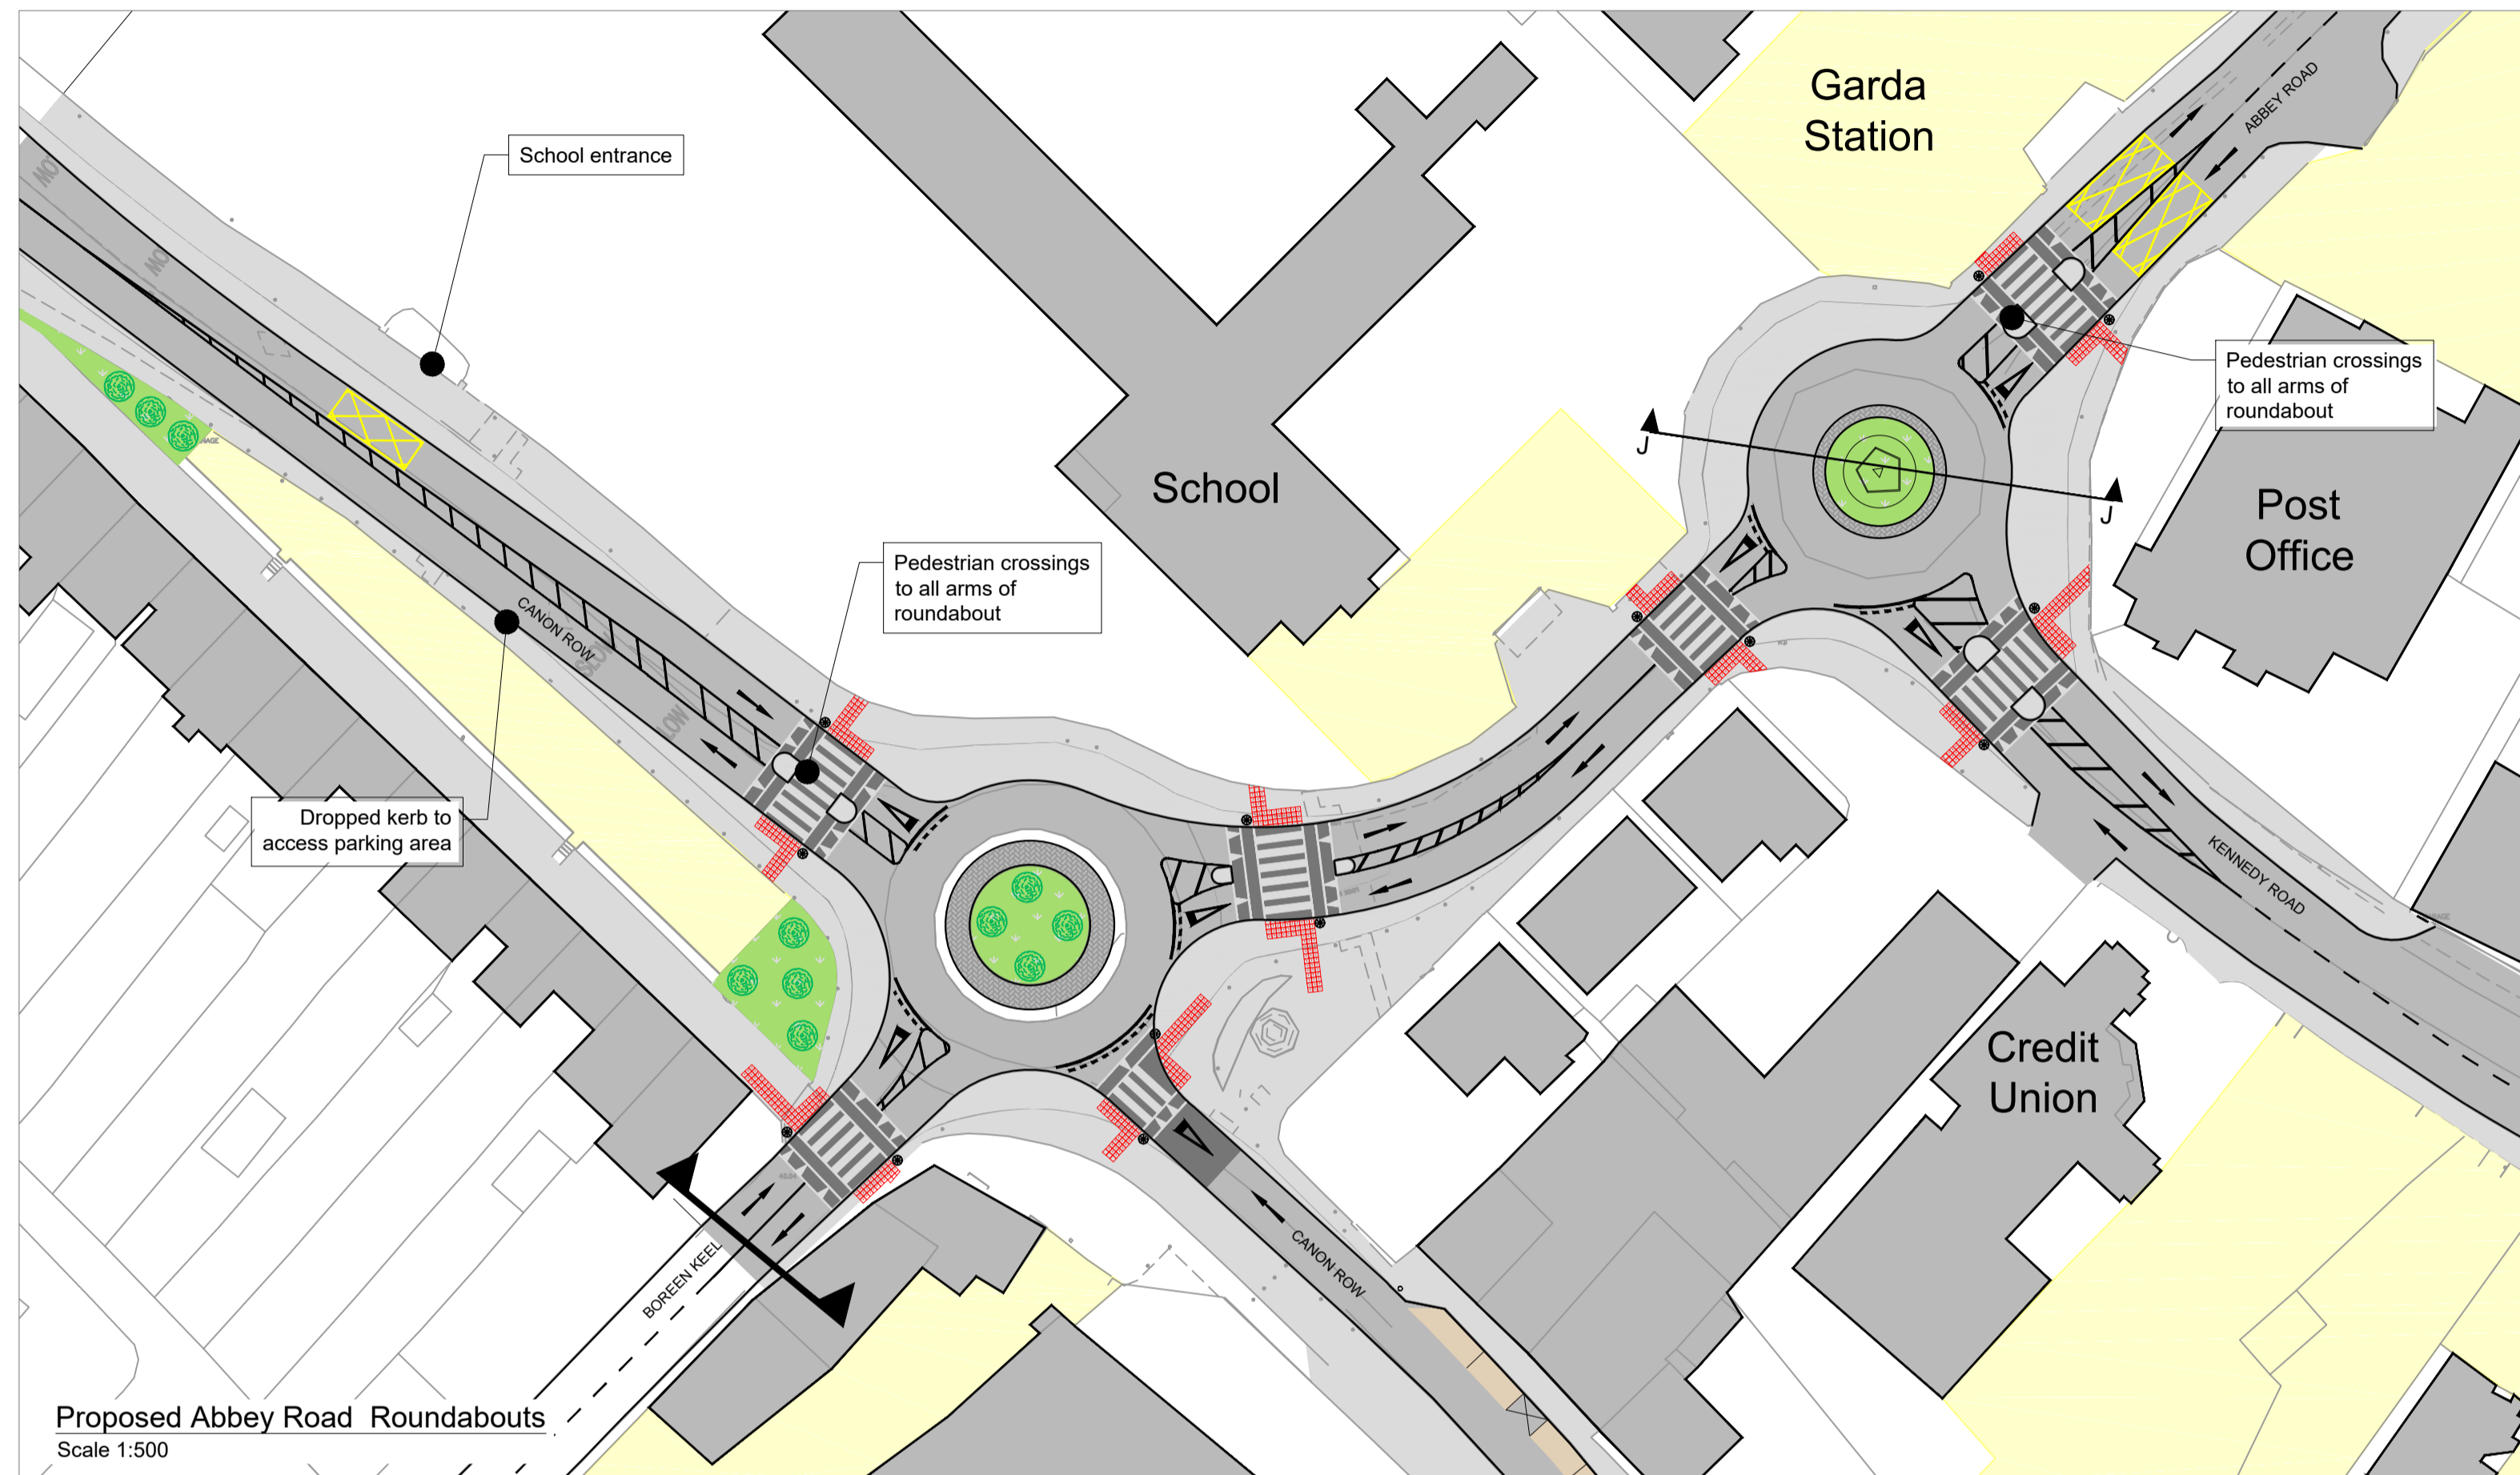 Garda
Station
ABBEY ROAD
School entrance
Pedestrian crossings
to all arms of
roundabout
J
J
School
Post
Office
Pedestrian crossings
to all arms of
roundabout
CANON ROW
SLOW
Dropped kerb to
access parking area
KENNEDY ROAD
Credit
Union
BOREEN KEEL
CANON ROW
Proposed Abbey Road Roundabouts
Scale 1:500